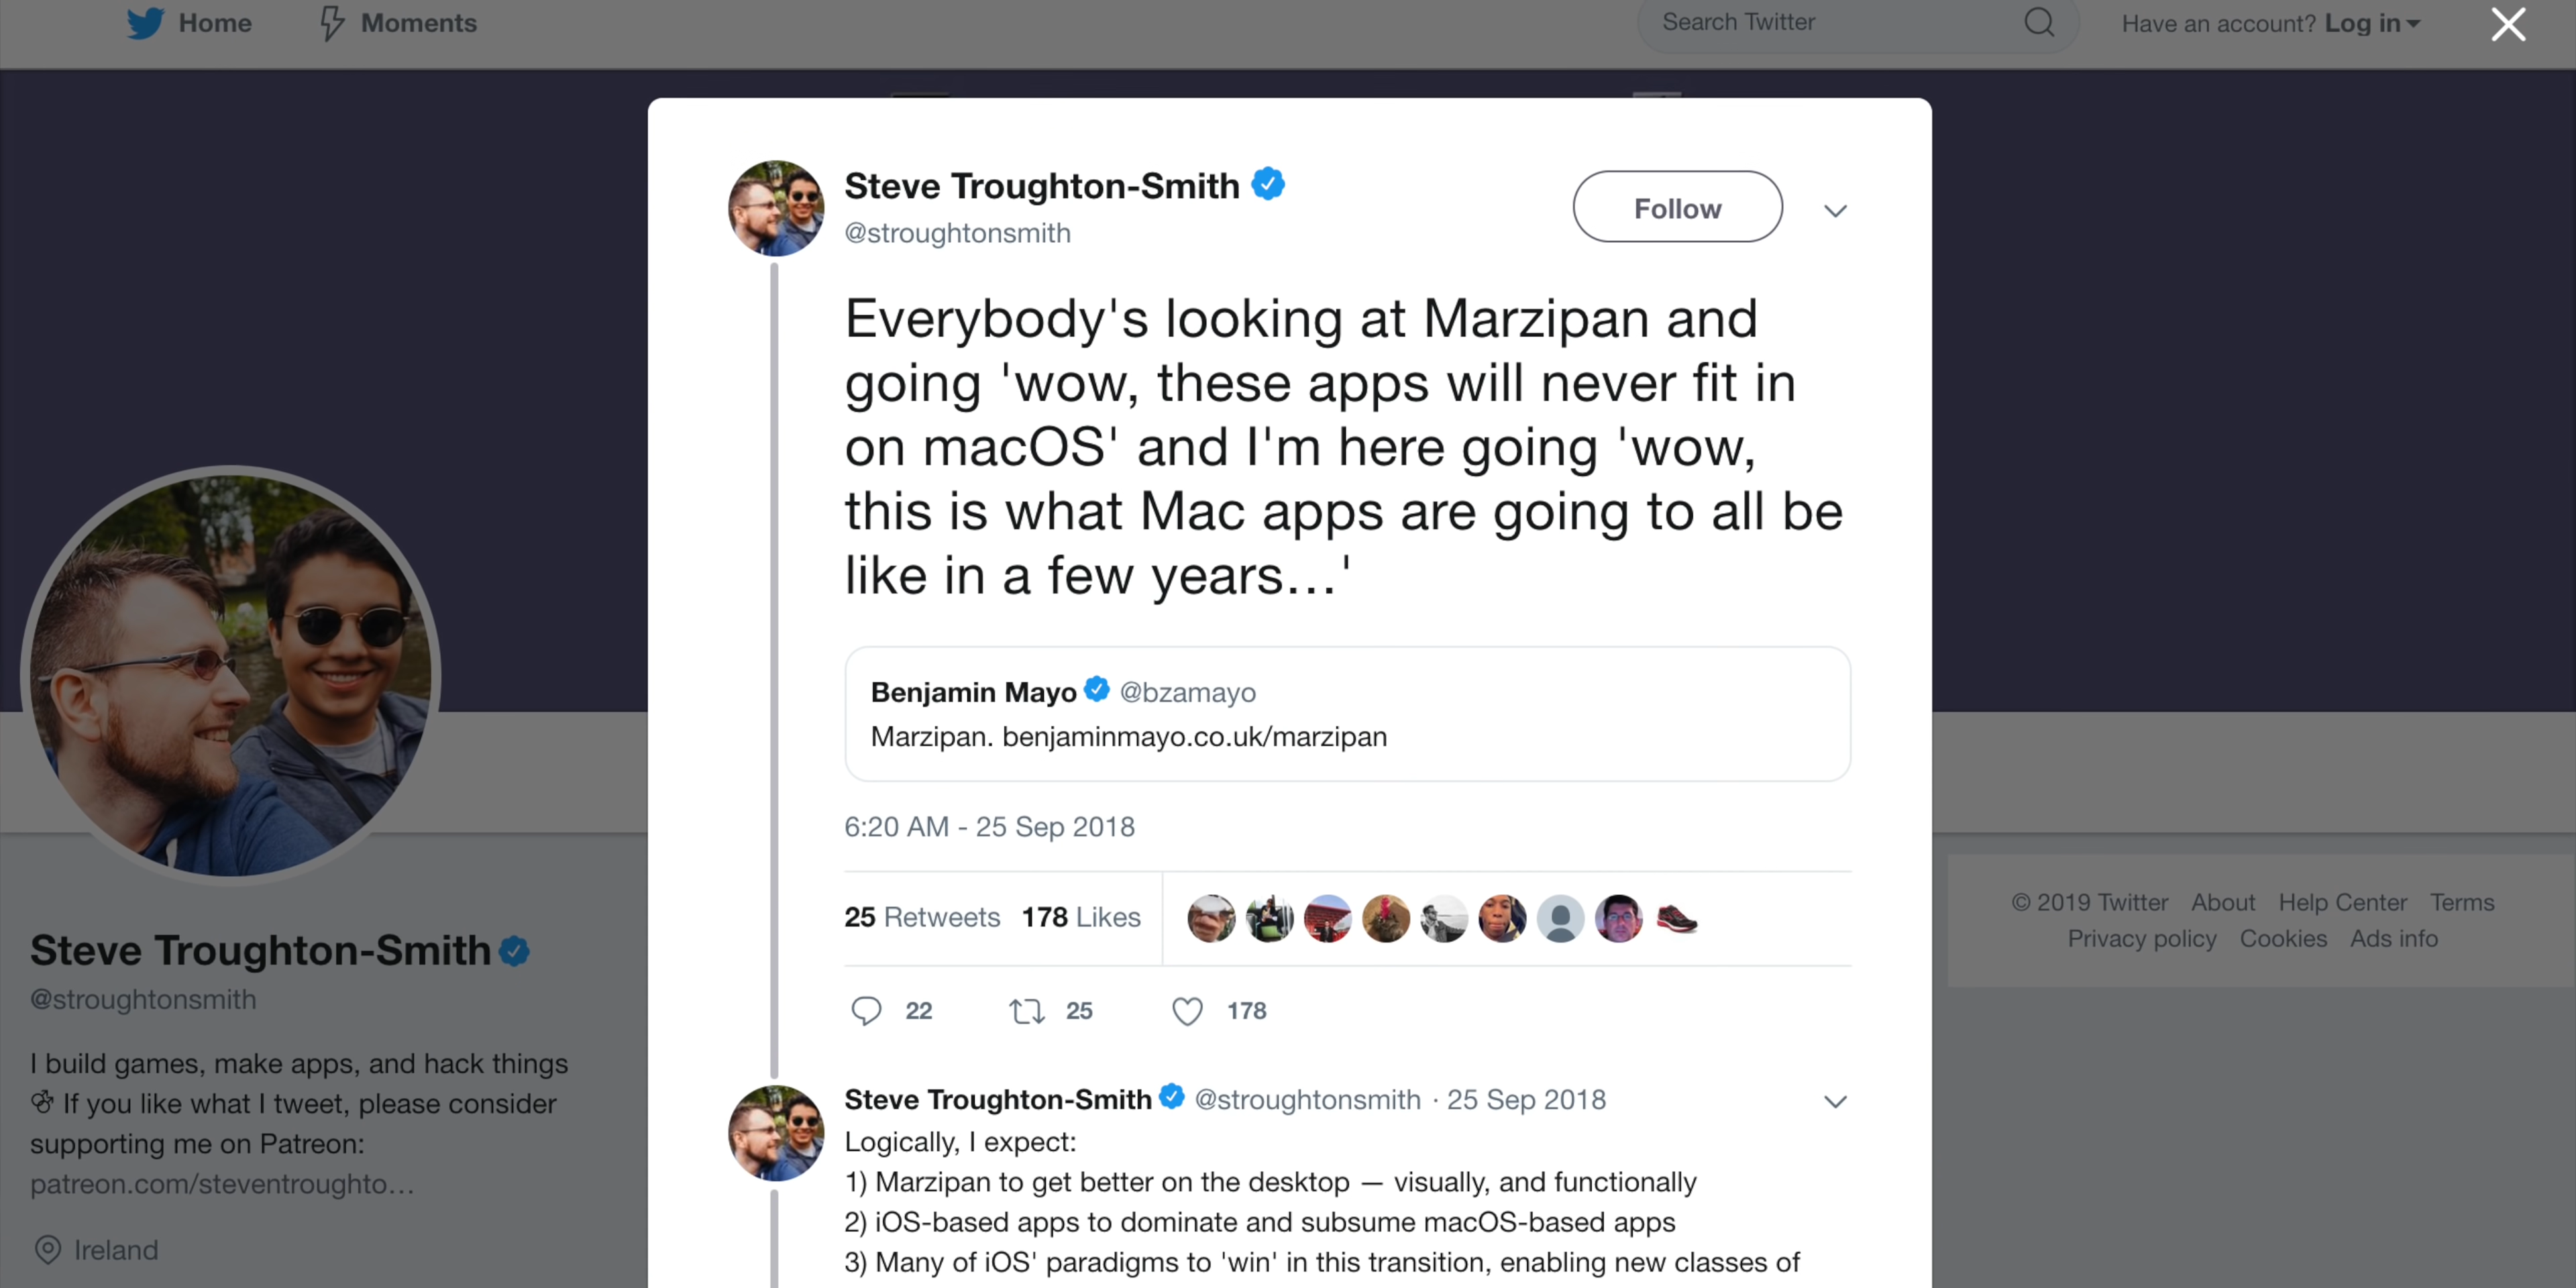 Home
Moments
Search Twitter
Have an account? Log in
Steve Troughton-Smith
@stroughtonsmith
Follow
Everybody's looking at Marzipan and
going 'wow, these apps will never fit in
on macOS' and I'm here going 'wow,
this is what Mac apps are going to all be
like in a few years…'
Benjamin Mayo @bzamayo
Marzipan. benjaminmayo.co.uk/marzipan
6:20 AM - 25 Sep 2018
25 Retweets 178 Likes
22 25 178
Steve Troughton-Smith @stroughtonsmith · 25 Sep 2018
Logically, I expect:
1) Marzipan to get better on the desktop — visually, and functionally
2) iOS-based apps to dominate and subsume macOS-based apps
3) Many of iOS' paradigms to 'win' in this transition, enabling new classes of
Steve Troughton-Smith
@stroughtonsmith
I build games, make apps, and hack things
⚣ If you like what I tweet, please consider
supporting me on Patreon:
patreon.com/steventroughto…
Ireland
© 2019 Twitter About Help Center Terms
Privacy policy Cookies Ads info